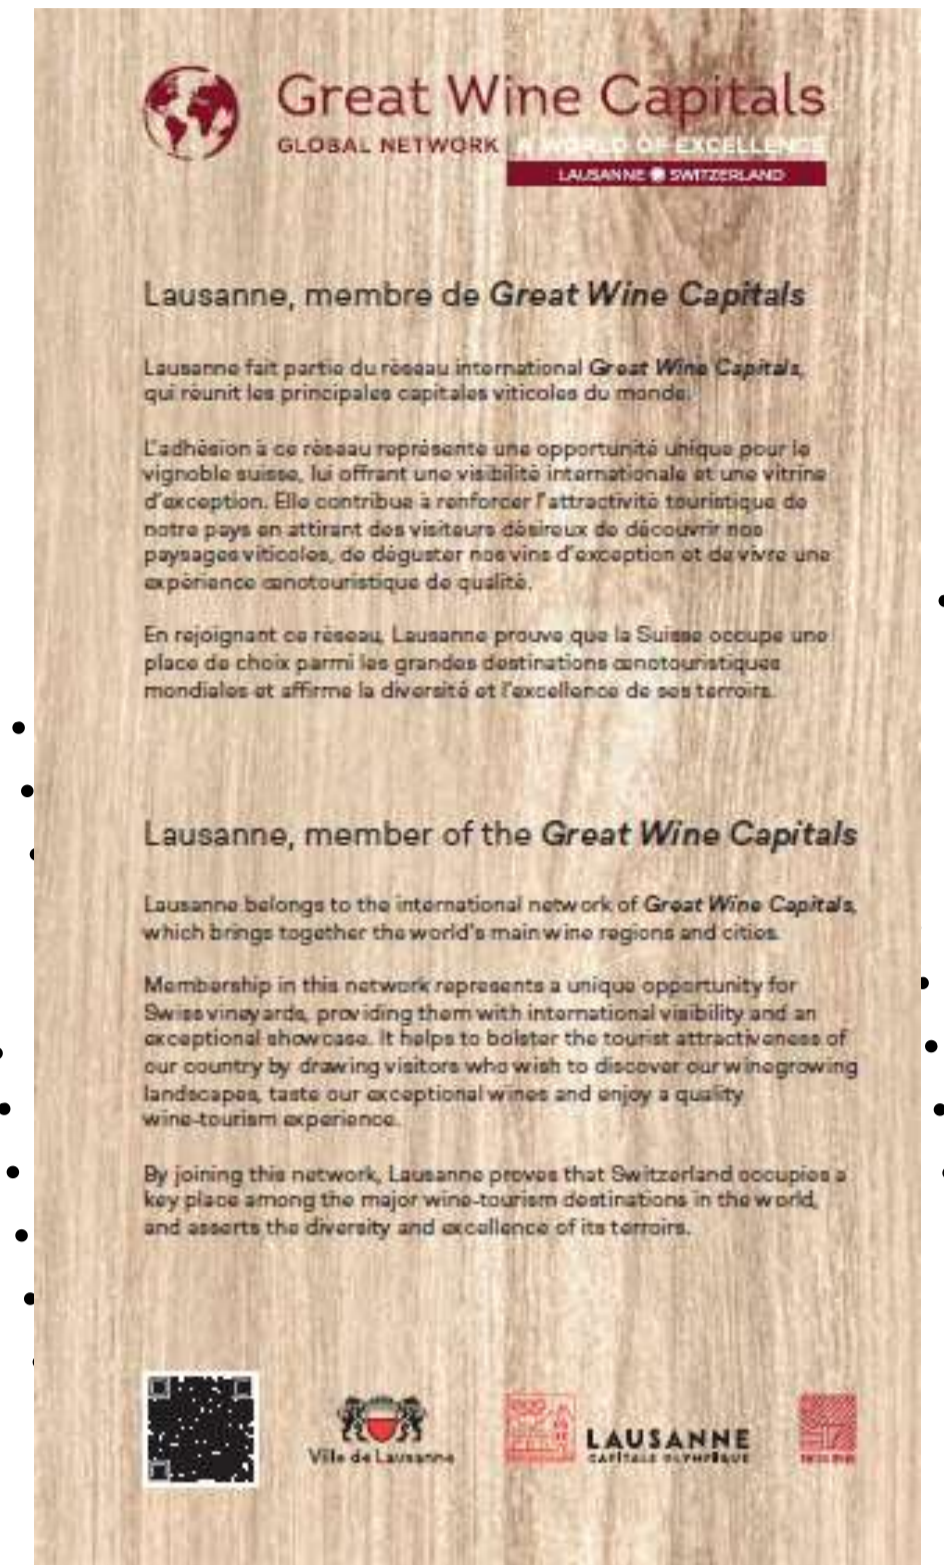 Great Wine Capitals
GLOBAL NETWORK
A WORLD OF EXCELLENCE
LAUSANNE SWITZERLAND
Lausanne, membre de Great Wine Capitals
Lausanne fait partie du réseau international Great Wine Capitals,
qui réunit les principales capitales viticoles du monde.
L'adhésion à ce réseau représente une opportunité unique pour le
vignoble suisse, lui offrant une visibilité internationale et une vitrine
d'exception. Elle contribue à renforcer l'attractivité touristique de
notre pays en attirant des visiteurs désireux de découvrir nos
paysages viticoles, de déguster nos vins d'exception et de vivre une
expérience œnotouristique de qualité.
En rejoignant ce réseau, Lausanne prouve que la Suisse occupe une
place de choix parmi les grandes destinations œnotouristiques
mondiales et affirme la diversité et l'excellence de ses terroirs.
Lausanne, member of the Great Wine Capitals
Lausanne belongs to the international network of Great Wine Capitals,
which brings together the world's main wine regions and cities.
Membership in this network represents a unique opportunity for
Swiss vineyards, providing them with international visibility and an
exceptional showcase. It helps to bolster the tourist attractiveness of
our country by drawing visitors who wish to discover our winegrowing
landscapes, taste our exceptional wines and enjoy a quality
wine-tourism experience.
By joining this network, Lausanne proves that Switzerland occupies a
key place among the major wine-tourism destinations in the world,
and asserts the diversity and excellence of its terroirs.
Ville de Lausanne
LAUSANNE
CAPITALE OLYMPIQUE